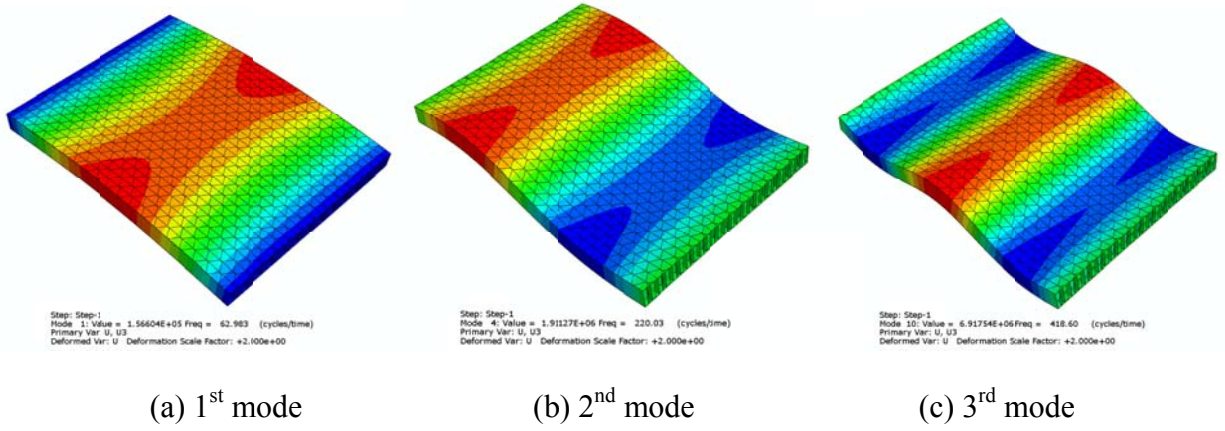 Step: Step-1
Mode 1: Value = 1.56604E+05 Freq = 62.983 (cycles/time)
Primary Var: U, U3
Deformed Var: U Deformation Scale Factor: +2.000e+00
Step: Step-1
Mode 4: Value = 1.91127E+06 Freq = 220.03 (cycles/time)
Primary Var: U, U3
Deformed Var: U Deformation Scale Factor: +2.000e+00
Step: Step-1
Mode 10: Value = 6.91754E+06 Freq = 418.60 (cycles/time)
Primary Var: U, U3
Deformed Var: U Deformation Scale Factor: +2.000e+00
(a) 1st mode
(b) 2nd mode
(c) 3rd mode